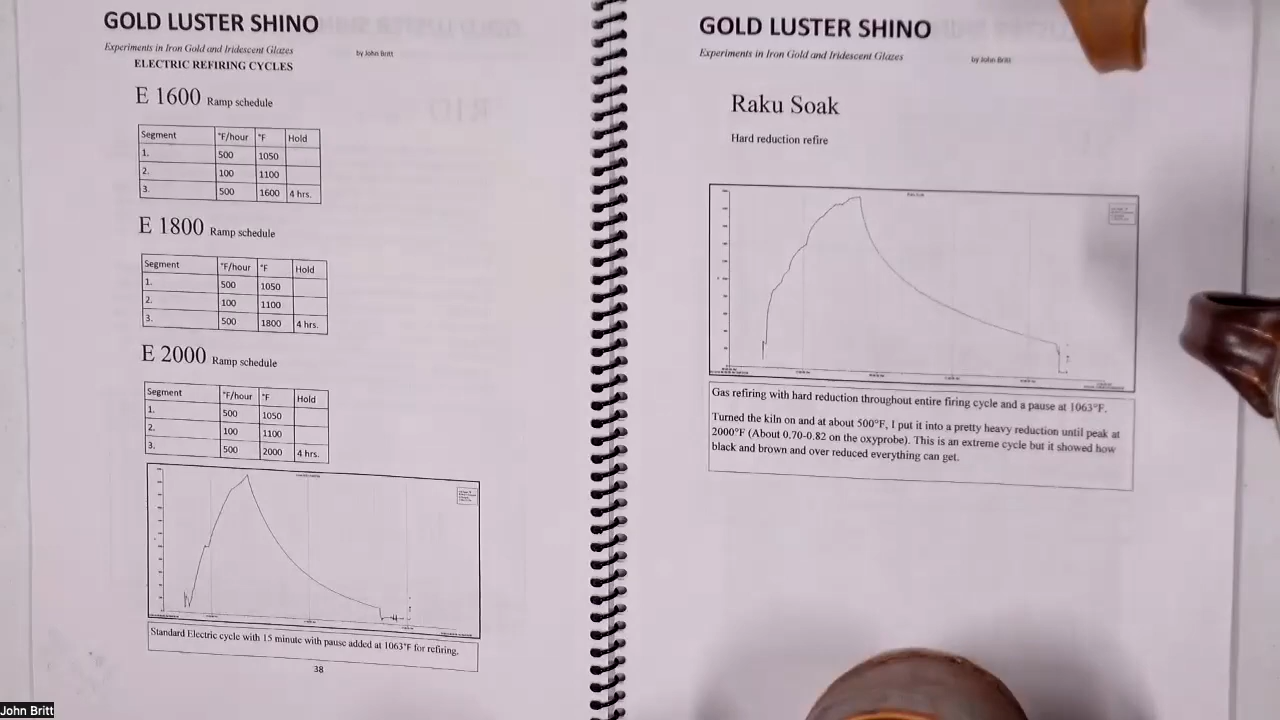 GOLD LUSTER SHINO
Experiments in Iron Gold and Iridescent Glazes by John Britt
ELECTRIC REFIRING CYCLES
E 1600 Ramp schedule
Segment °F/hour °F Hold
1. 500 1050
2. 100 1100
3. 500 1600 4 hrs.
E 1800 Ramp schedule
Segment °F/hour °F Hold
1. 500 1050
2. 100 1100
3. 500 1800 4 hrs.
E 2000 Ramp schedule
Segment °F/hour °F Hold
1. 500 1050
2. 100 1100
3. 500 2000 4 hrs.
Standard Electric cycle with 15 minute with pause added at 1063°F for refiring.
38
GOLD LUSTER SHINO
Experiments in Iron Gold and Iridescent Glazes by John Britt
Raku Soak
Hard reduction refire
Gas refiring with hard reduction throughout entire firing cycle and a pause at 1063°F.
Turned the kiln on and at about 500°F, I put it into a pretty heavy reduction until peak at
2000°F (About 0.70-0.82 on the oxyprobe). This is an extreme cycle but it showed how
black and brown and over reduced everything can get.
John Britt